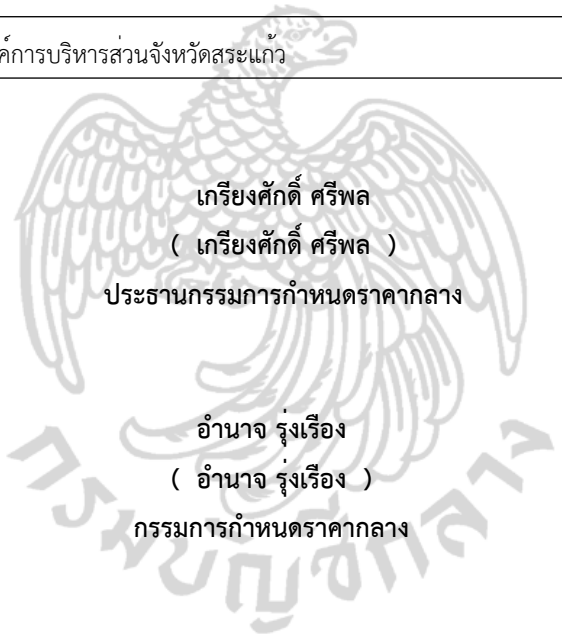 ค์การบริหารส่วนจังหวัดสระแก้ว
เกรียงศักดิ์ ศรีพล
( เกรียงศักดิ์ ศรีพล )
ประธานกรรมการกำหนดราคากลาง
อำนาจ รุ่งเรือง
( อำนาจ รุ่งเรือง )
กรรมการกำหนดราคากลาง
กรมบัญชีกลาง